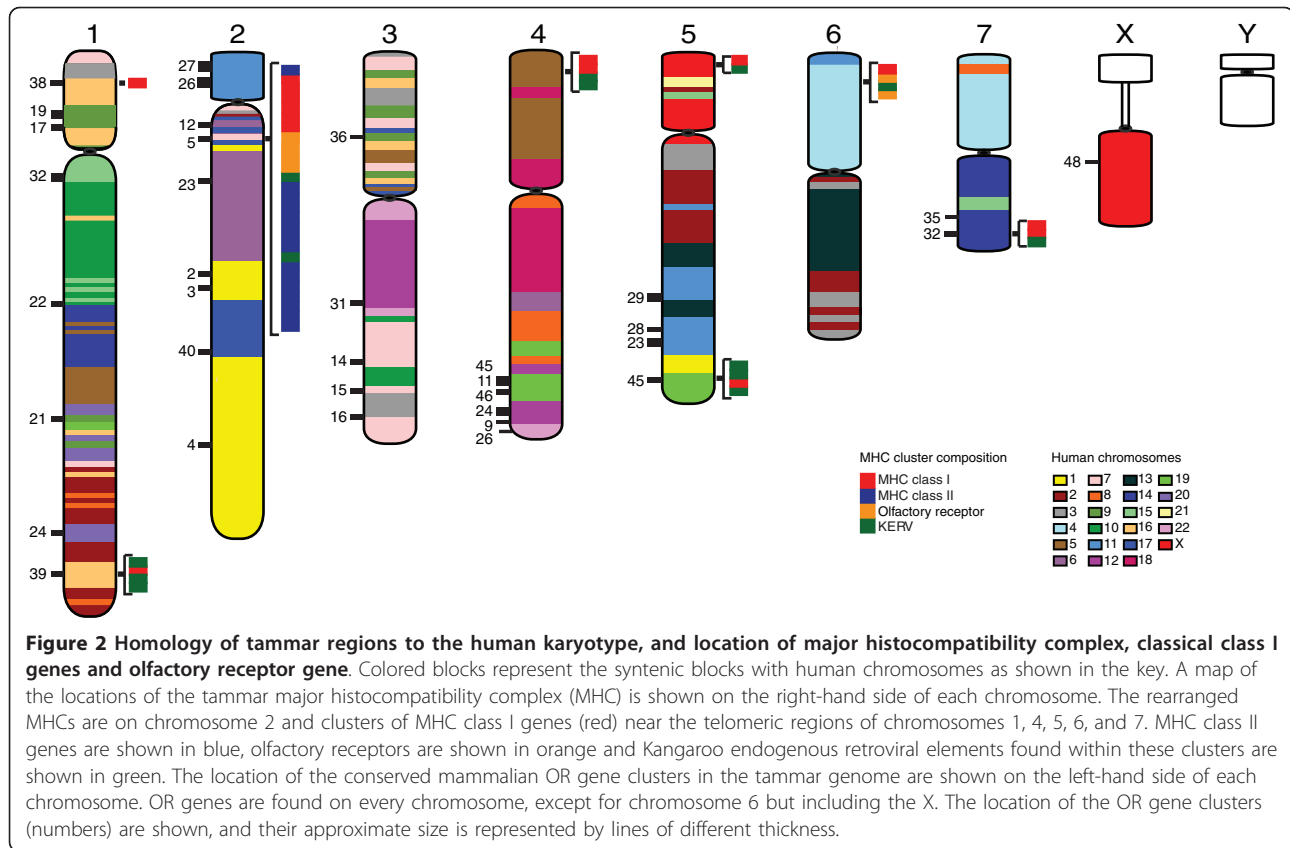 1 2 3 4 5 6 7 X Y
38
19
17
32
22
21
24
39
27
26
12
5
23
2
3
40
4
36
31
14
15
16
45
11
46
24
9
26
29
28
23
45
35
32
48
MHC cluster composition
MHC class I
MHC class II
Olfactory receptor
KERV
Human chromosomes
1 7 13 19
2 8 14 20
3 9 15 21
4 10 16 22
5 11 17 X
6 12 18
Figure 2 Homology of tammar regions to the human karyotype, and location of major histocompatibility complex, classical class I
genes and olfactory receptor gene. Colored blocks represent the syntenic blocks with human chromosomes as shown in the key. A map of
the locations of the tammar major histocompatibility complex (MHC) is shown on the right-hand side of each chromosome. The rearranged
MHCs are on chromosome 2 and clusters of MHC class I genes (red) near the telomeric regions of chromosomes 1, 4, 5, 6, and 7. MHC class II
genes are shown in blue, olfactory receptors are shown in orange and Kangaroo endogenous retroviral elements found within these clusters are
shown in green. The location of the conserved mammalian OR gene clusters in the tammar genome are shown on the left-hand side of each
chromosome. OR genes are found on every chromosome, except for chromosome 6 but including the X. The location of the OR gene clusters
(numbers) are shown, and their approximate size is represented by lines of different thickness.